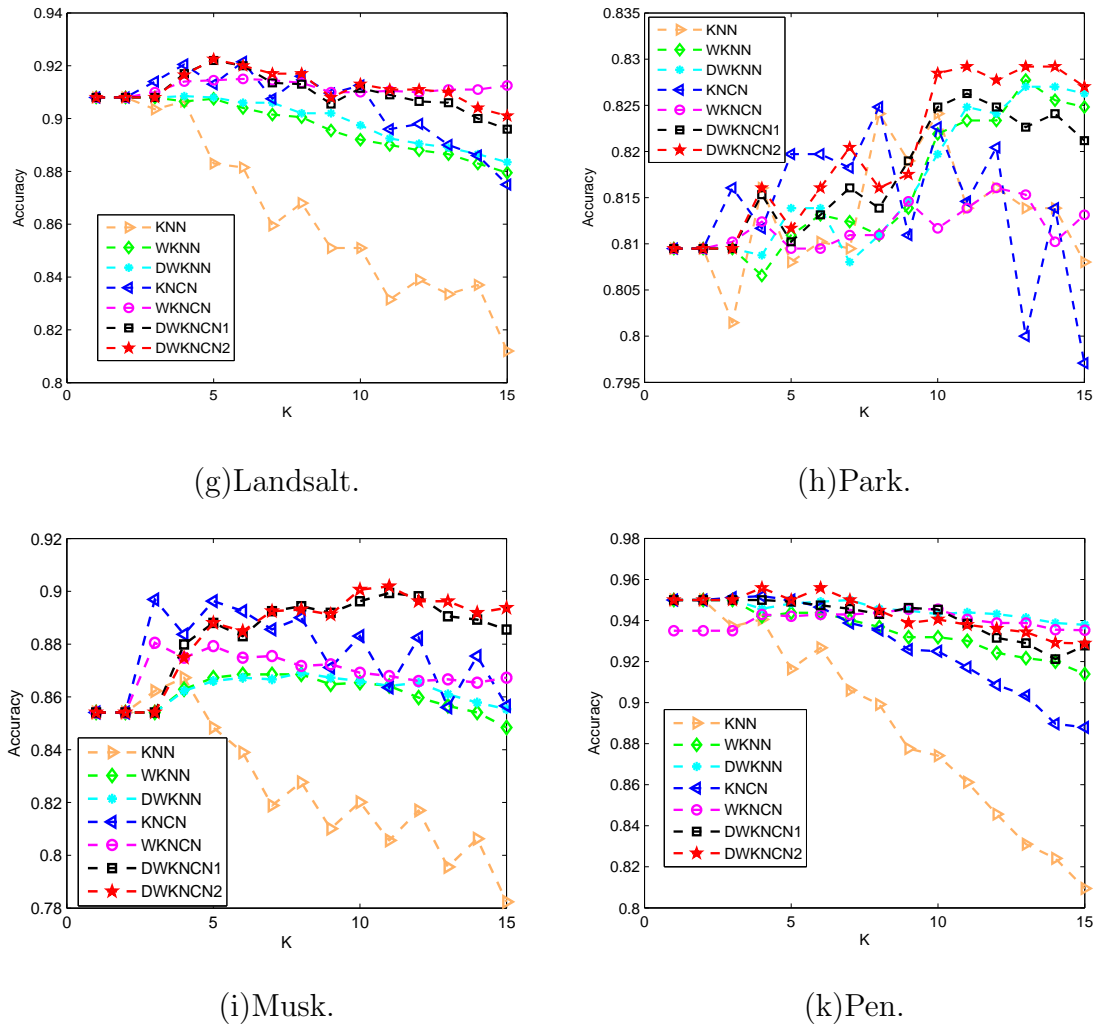 0.94
0.92
0.9
0.88
0.86
0.84
0.82
0.8
Accuracy
KNN
WKNN
DWKNN
KNCN
WKNCN
DWKNCN1
DWKNCN2
0 5 10 15
K
(g)Landsalt.
0.835
0.83
0.825
0.82
0.815
0.81
0.805
0.8
0.795
Accuracy
KNN
WKNN
DWKNN
KNCN
WKNCN
DWKNCN1
DWKNCN2
0 5 10 15
K
(h)Park.
0.92
0.9
0.88
0.86
0.84
0.82
0.8
0.78
Accuracy
KNN
WKNN
DWKNN
KNCN
WKNCN
DWKNCN1
DWKNCN2
0 5 10 15
K
(i)Musk.
0.98
0.96
0.94
0.92
0.9
0.88
0.86
0.84
0.82
0.8
Accuracy
KNN
WKNN
DWKNN
KNCN
WKNCN
DWKNCN1
DWKNCN2
0 5 10 15
K
(k)Pen.